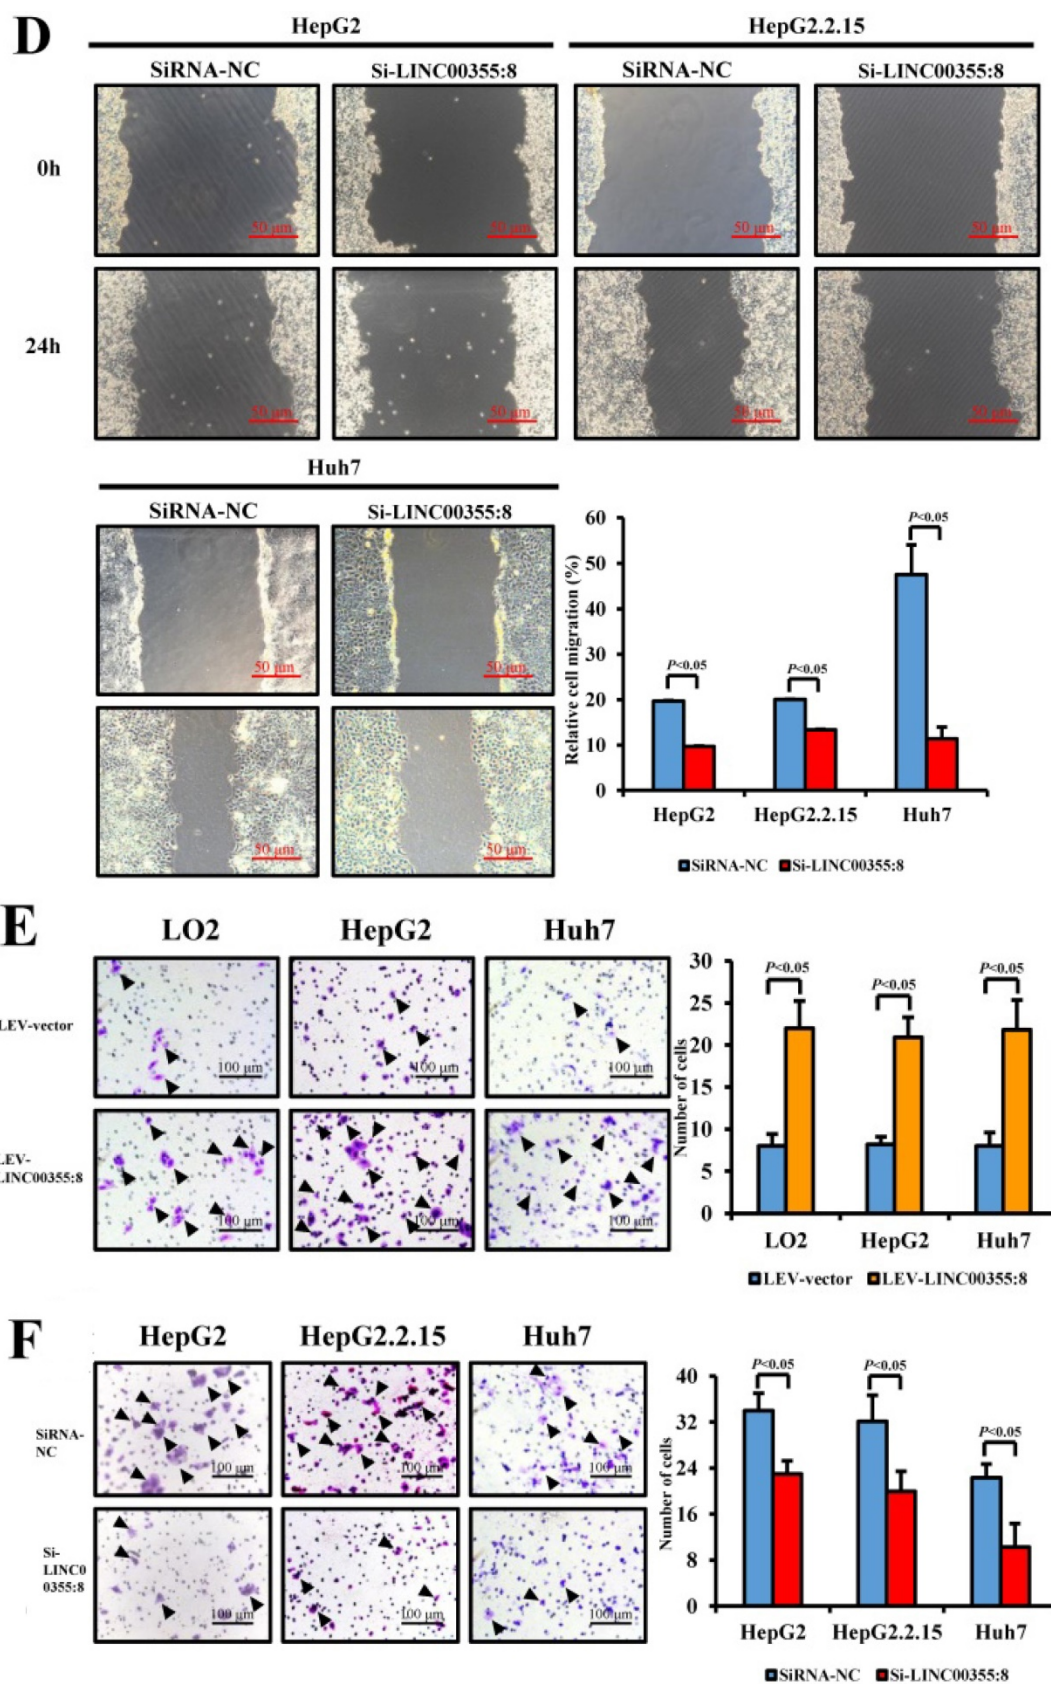 D
HepG2
HepG2.2.15
SiRNA-NC
Si-LINC00355:8
SiRNA-NC
Si-LINC00355:8
0h
50 μm
50 μm
50 μm
50 μm
24h
50 μm
50 μm
50 μm
50 μm
Huh7
SiRNA-NC
Si-LINC00355:8
50 μm
50 μm
50 μm
50 μm
Relative cell migration (%)
60
50
40
30
20
10
0
P<0.05
P<0.05
P<0.05
HepG2
HepG2.2.15
Huh7
SiRNA-NC
Si-LINC00355:8
E
LO2
HepG2
Huh7
LEV-vector
100 μm
100 μm
100 μm
LEV-
LINC00355:8
100 μm
100 μm
100 μm
Number of cells
30
25
20
15
10
5
0
P<0.05
P<0.05
P<0.05
LO2
HepG2
Huh7
LEV-vector
LEV-LINC00355:8
F
HepG2
HepG2.2.15
Huh7
SiRNA-
NC
100 μm
100 μm
100 μm
Si-
LINC0
0355:8
100 μm
100 μm
100 μm
Number of cells
40
32
24
16
8
0
P<0.05
P<0.05
P<0.05
HepG2
HepG2.2.15
Huh7
SiRNA-NC
Si-LINC00355:8